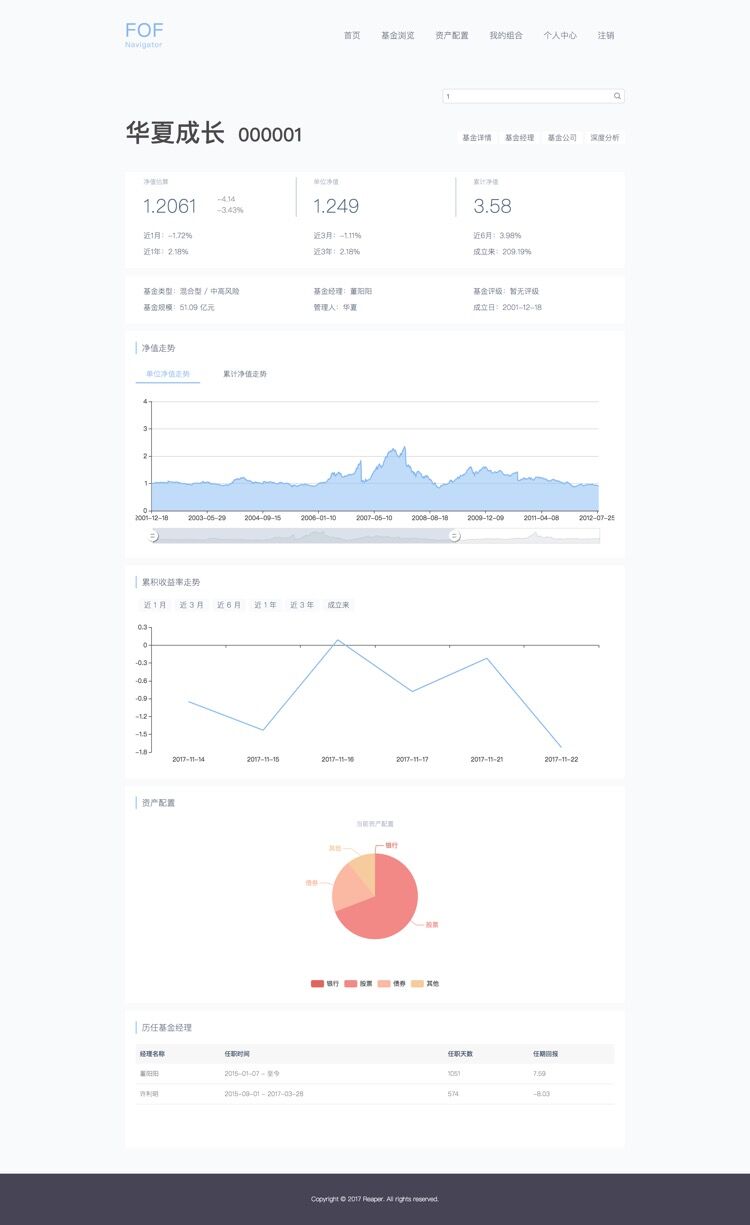 FOF
Navigator
首页 基金浏览 资产配置 我的组合 个人中心 注销
1
华夏成长 000001
基金详情 基金经理 基金公司 深度分析
净值估算 单位净值 累计净值
1.2061 -4.14 -3.43% 1.249 3.58
近1月：-1.72% 近3月：-1.11% 近6月：3.98%
近1年：2.18% 近3年：2.18% 成立来：209.19%
基金类型：混合型 / 中高风险 基金经理：董阳阳 基金评级：暂无评级
基金规模：51.09 亿元 管理人：华夏 成立日：2001-12-18
净值走势
单位净值走势 累计净值走势
4
3
2
1
0
2001-12-18 2003-05-29 2004-09-15 2006-01-10 2007-05-10 2008-08-18 2009-12-09 2011-04-08 2012-07-25
累积收益率走势
近 1 月 近 3 月 近 6 月 近 1 年 近 3 年 成立来
0.3
0
-0.3
-0.6
-0.9
-1.2
-1.5
-1.8
2017-11-14 2017-11-15 2017-11-16 2017-11-17 2017-11-21 2017-11-22
资产配置
当前资产配置
其他 银行
债券
股票
银行 股票 债券 其他
历任基金经理
经理名称 任职时间 任职天数 任期回报
董阳阳 2015-01-07 ~ 至今 1051 7.59
许利明 2015-09-01 ~ 2017-03-28 574 -8.03
Copyright © 2017 Reaper. All rights reserved.